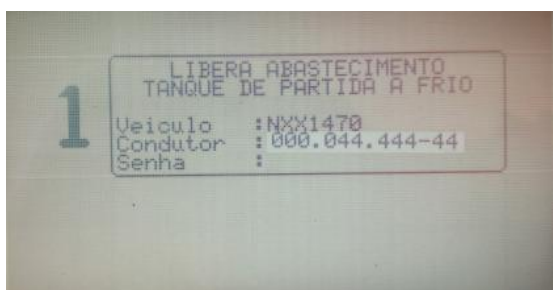 LIBERA ABASTECIMENTO
TANQUE DE PARTIDA A FRIO
1
Veiculo :NXX1470
Condutor : 000.044.444-44
Senha :